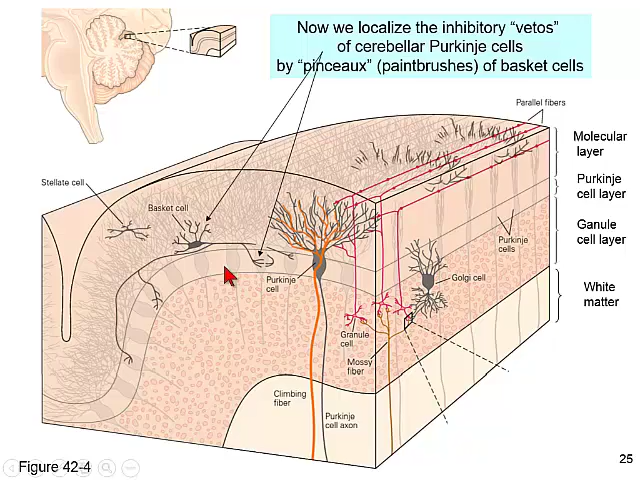 Now we localize the inhibitory “vetos”
of cerebellar Purkinje cells
by “pinceaux” (paintbrushes) of basket cells
Parallel fibers
Molecular
layer
Stellate cell
Purkinje
cell layer
Basket cell
Ganule
cell layer
Purkinje
cells
Purkinje
cell
Golgi cell
White
matter
Granule
cell
Mossy
fiber
Climbing
fiber
Purkinje
cell axon
Figure 42-4
25